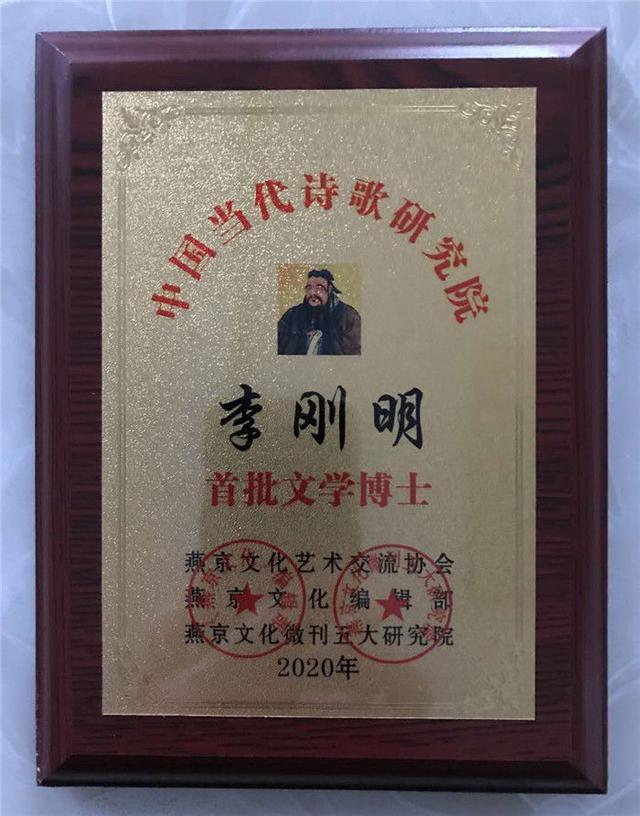 中国当代诗歌研究院
李刚明
首批文学博士
燕京文化艺术交流协会
燕京文化编辑部
燕京文化微刊五大研究院
2020年